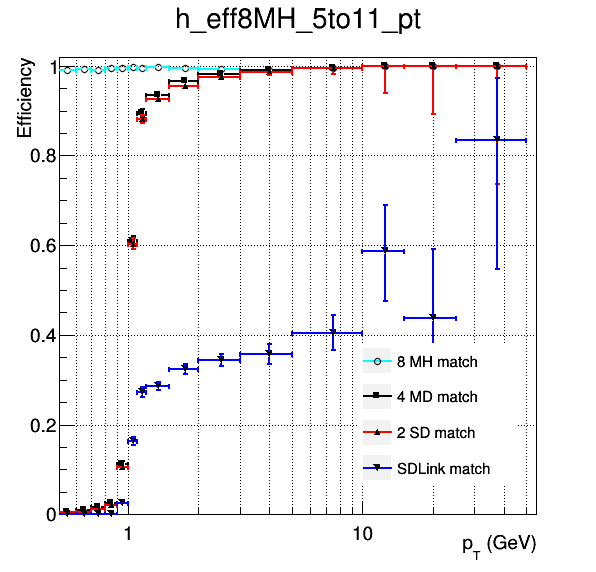 h_eff8MH_5to11_pt
Efficiency
1
0.8
0.6
0.4
0.2
0
8 MH match
4 MD match
2 SD match
SDLink match
1
10
p_T (GeV)